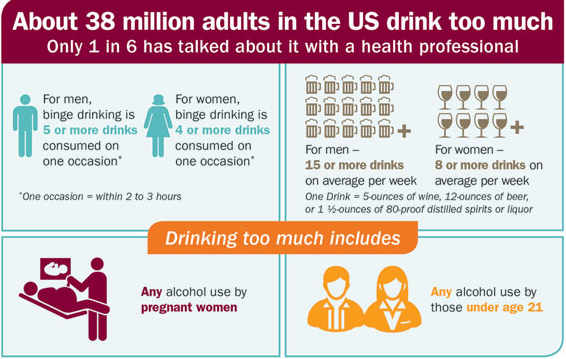 About 38 million adults in the US drink too much
Only 1 in 6 has talked about it with a health professional
For men,
binge drinking is
5 or more drinks
consumed on
one occasion*
For women,
binge drinking is
4 or more drinks
consumed on
one occasion*
*One occasion = within 2 to 3 hours
For men –
15 or more drinks
on average per week
For women –
8 or more drinks on
average per week
One Drink = 5-ounces of wine, 12-ounces of beer,
or 1 ½-ounces of 80-proof distilled spirits or liquor
Drinking too much includes
Any alcohol use by
pregnant women
Any alcohol use by
those under age 21